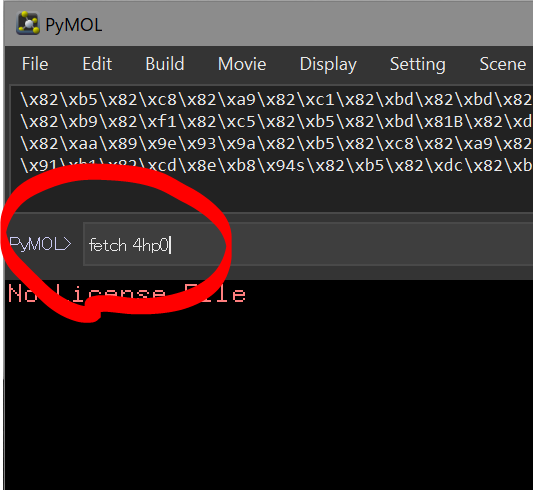 PyMOL
File Edit Build Movie Display Setting Scene
\x82\xb5\x82\xc8\x82\xa9\x82\xc1\x82\xbd\x82\xbd\x82
\x82\xb9\x82\xf1\x82\xc5\x82\xb5\x82\xbd\x81B\x82\xd
\x82\xaa\x89\x9e\x93\x9a\x82\xb5\x82\xc8\x82\xa9\x82
\x91\xb1\x82\xcd\x8e\xb8\x94s\x82\xb5\x82\xdc\x82\xb
PyMOL> fetch 4hp0
No License File